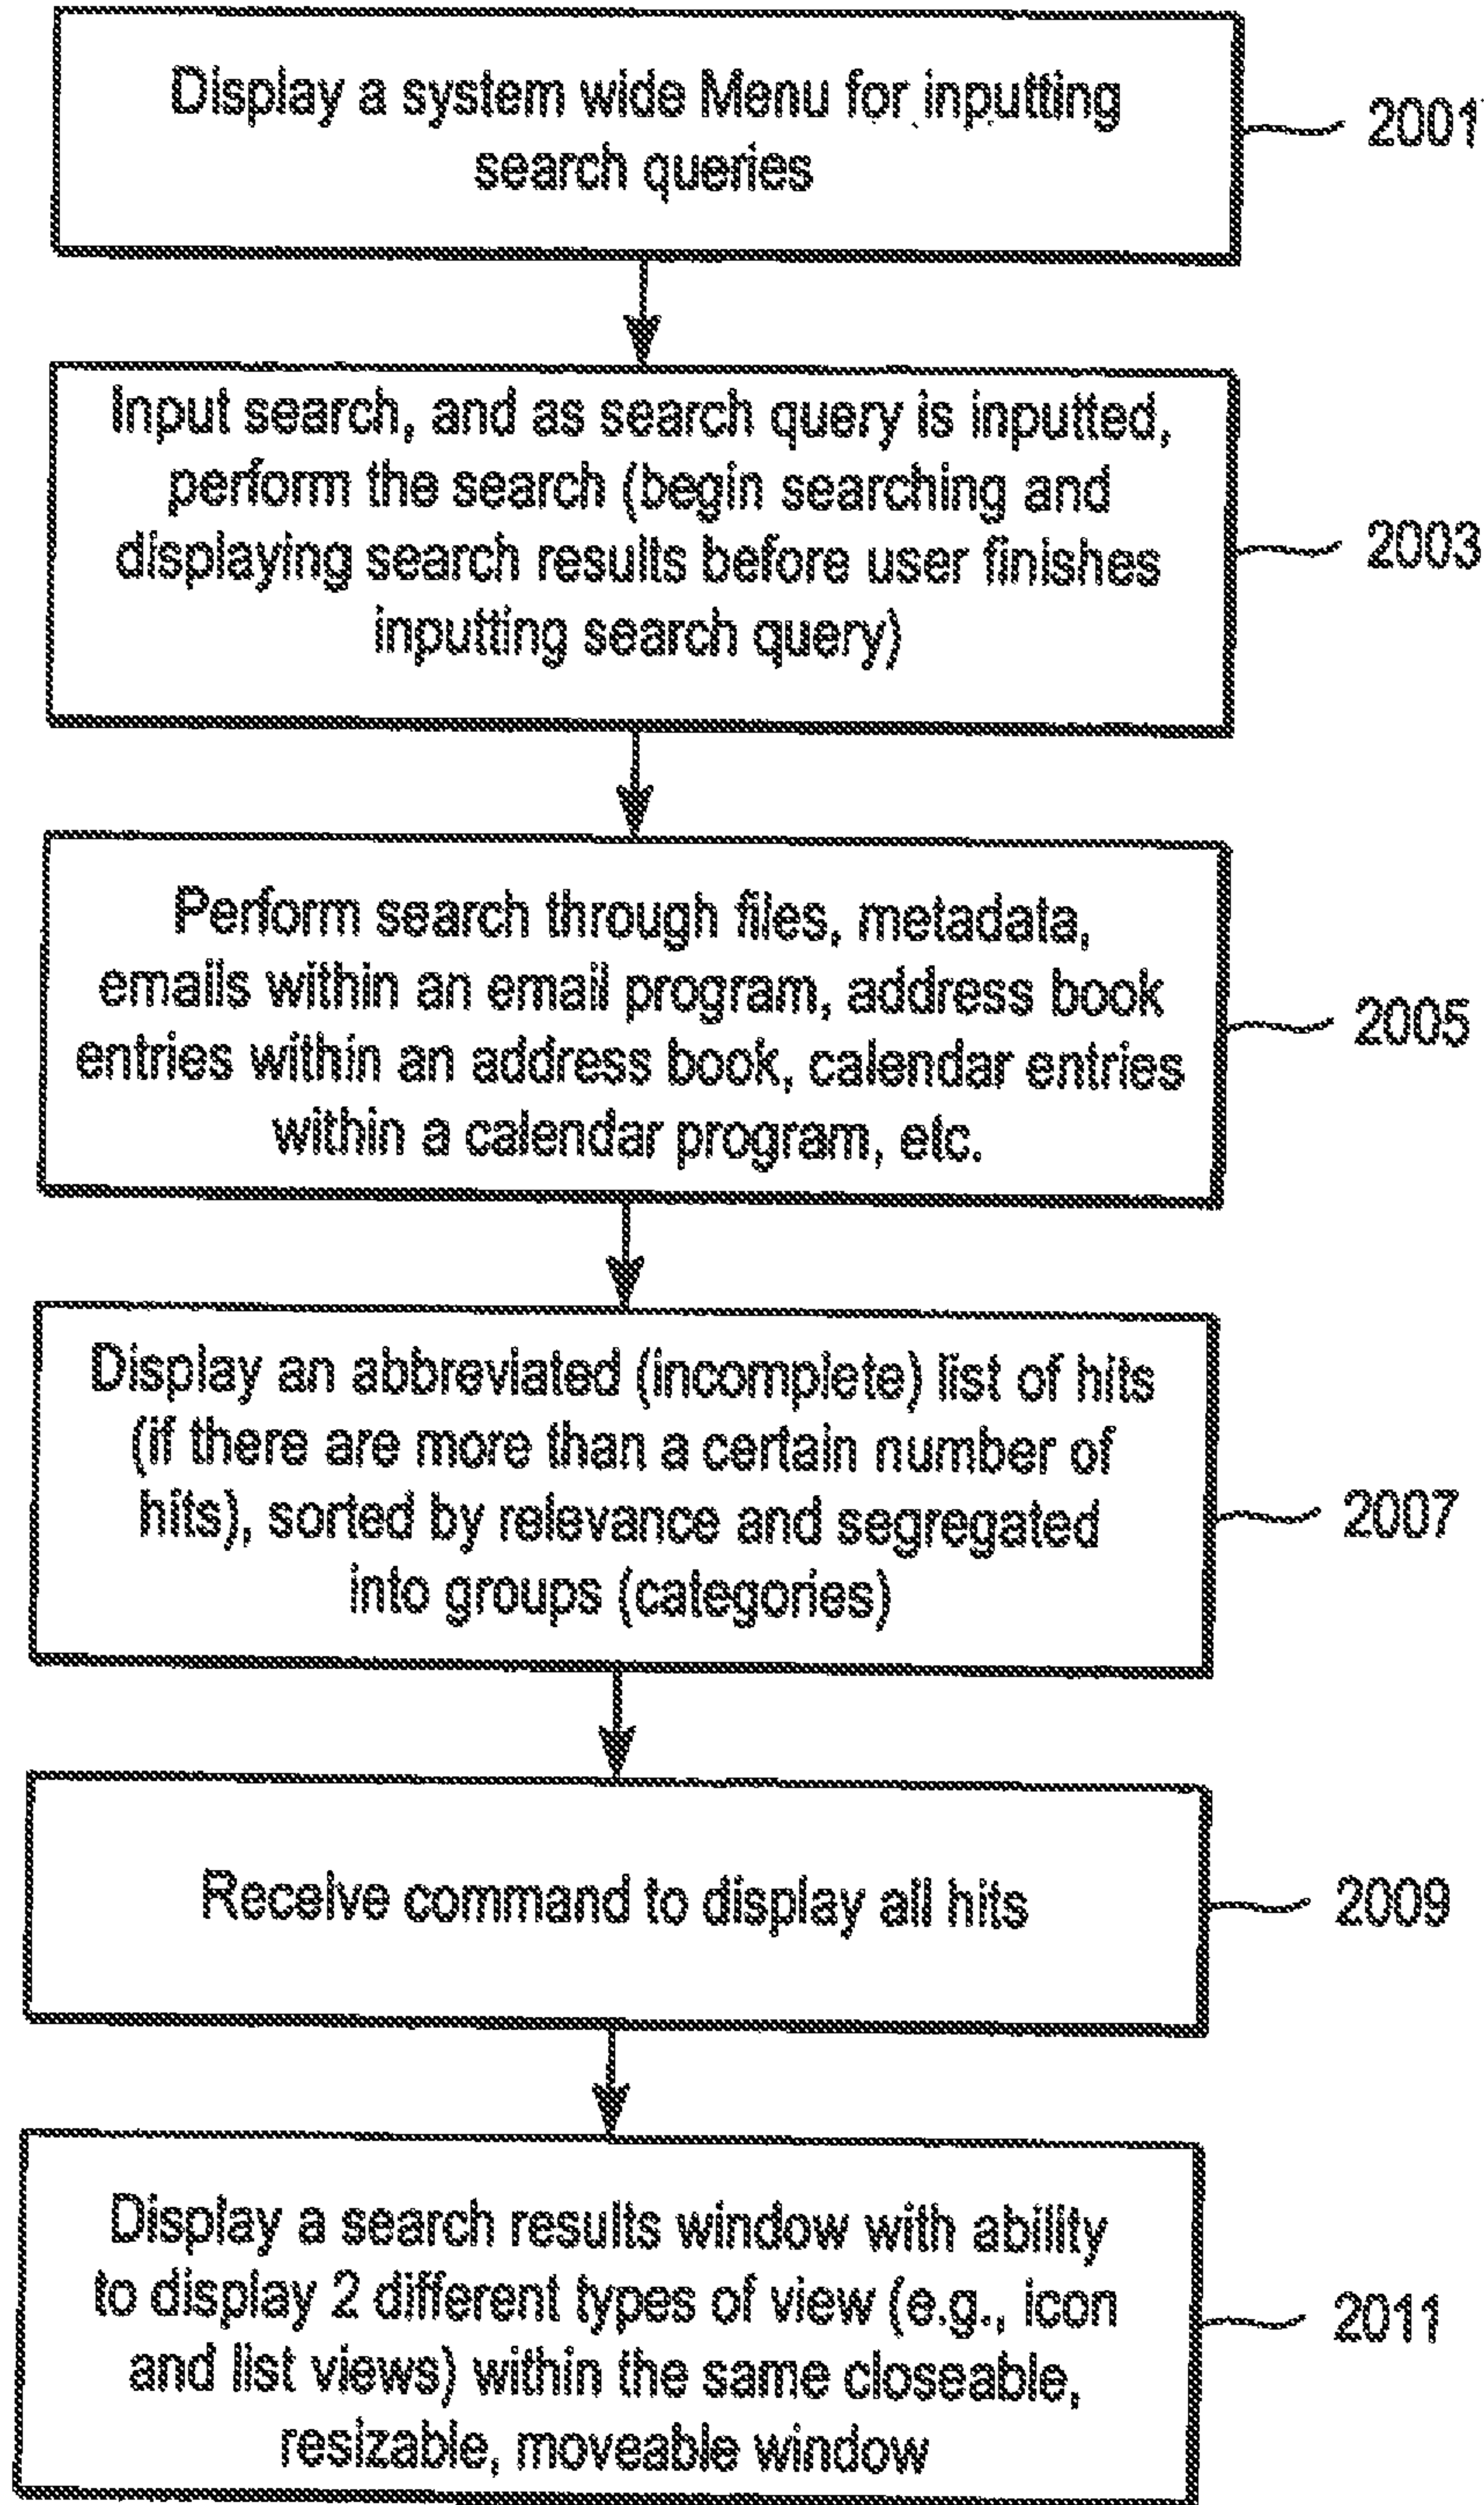 Display a system wide Menu for inputting
search queries
2001
Input search, and as search query is inputted,
perform the search (begin searching and
displaying search results before user finishes
inputting search query)
2003
Perform search through files, metadata,
emails within an email program, address book
entries within an address book, calendar entries
within a calendar program, etc.
2005
Display an abbreviated (incomplete) list of hits
(if there are more than a certain number of
hits), sorted by relevance and segregated
into groups (categories)
2007
Receive command to display all hits
2009
Display a search results window with ability
to display 2 different types of view (e.g., icon
and list views) within the same closeable,
resizable, moveable window
2011